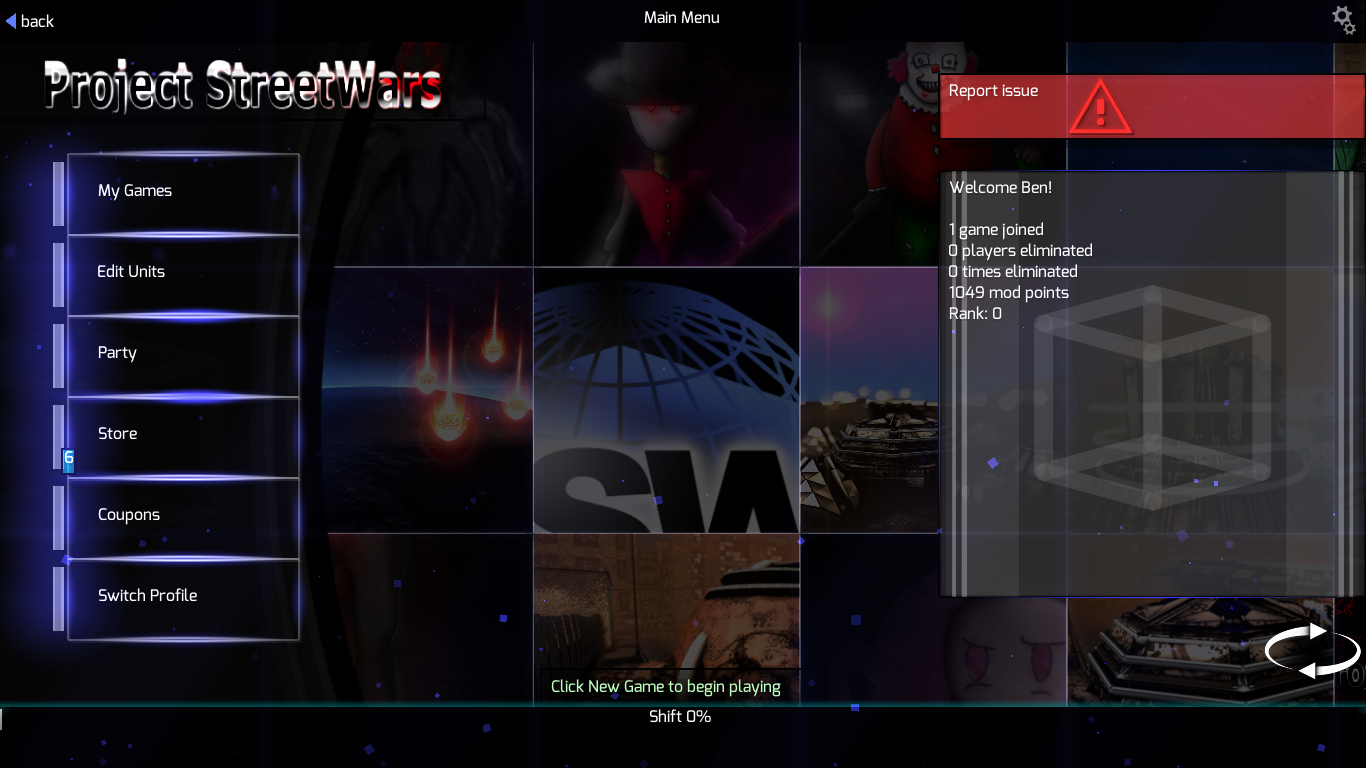 back
Main Menu
Project StreetWars
Report issue
My Games
Edit Units
Party
Store
6
Coupons
Switch Profile
Welcome Ben!
1 game joined
0 players eliminated
0 times eliminated
1049 mod points
Rank: 0
SW
Click New Game to begin playing
Shift 0%